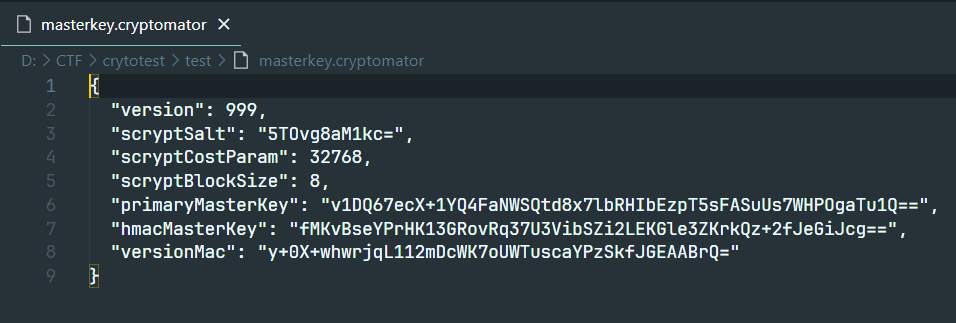 masterkey.cryptomator ×
D: > CTF > crytotest > test > masterkey.cryptomator
1 {
2 "version": 999,
3 "scryptSalt": "5TOvg8aM1kc=",
4 "scryptCostParam": 32768,
5 "scryptBlockSize": 8,
6 "primaryMasterKey": "v1DQ67ecX+1YQ4FaNWSQtd8x7lbRHIbEzpT5sFASuUs7WHPOgaTu1Q==",
7 "hmacMasterKey": "fMKvBseYPrHK13GRovRq37U3VibSZi2LEKGle3ZKrkQz+2fJeGiJcg==",
8 "versionMac": "y+0X+whwrjqL112mDcWK7oUWTuscaYPzSkfJGEAABrQ="
9 }